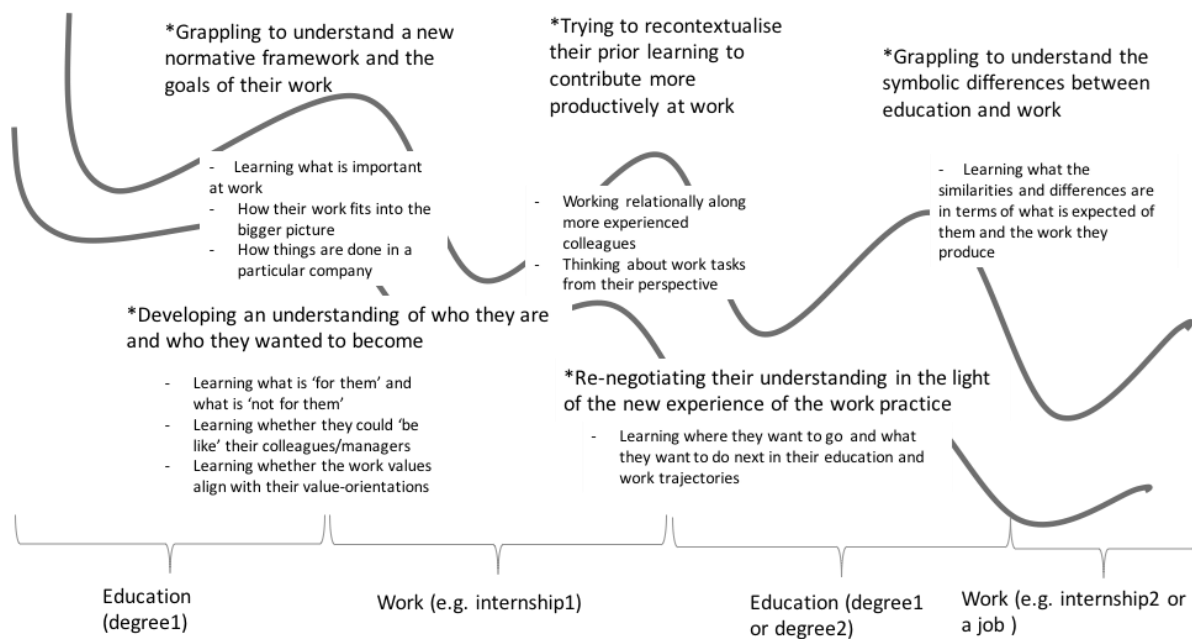 *Grappling to understand a new
normative framework and the
goals of their work
*Trying to recontextualise
their prior learning to
contribute more
productively at work
*Grappling to understand the
symbolic differences between
education and work
- Learning what is important
at work
- How their work fits into the
bigger picture
- How things are done in a
particular company
- Working relationally along
more experienced
colleagues
- Thinking about work tasks
from their perspective
- Learning what the
similarities and differences are
in terms of what is expected of
them and the work they
produce
*Developing an understanding of who they are
and who they wanted to become
- Learning what is ‘for them’ and
what is ‘not for them’
- Learning whether they could ‘be
like’ their colleagues/managers
- Learning whether the work values
align with their value-orientations
*Re-negotiating their understanding in the light
of the new experience of the work practice
- Learning where they want to go and what
they want to do next in their education and
work trajectories
Education
(degree1)
Work (e.g. internship1)
Education (degree1
or degree2)
Work (e.g. internship2 or
a job )